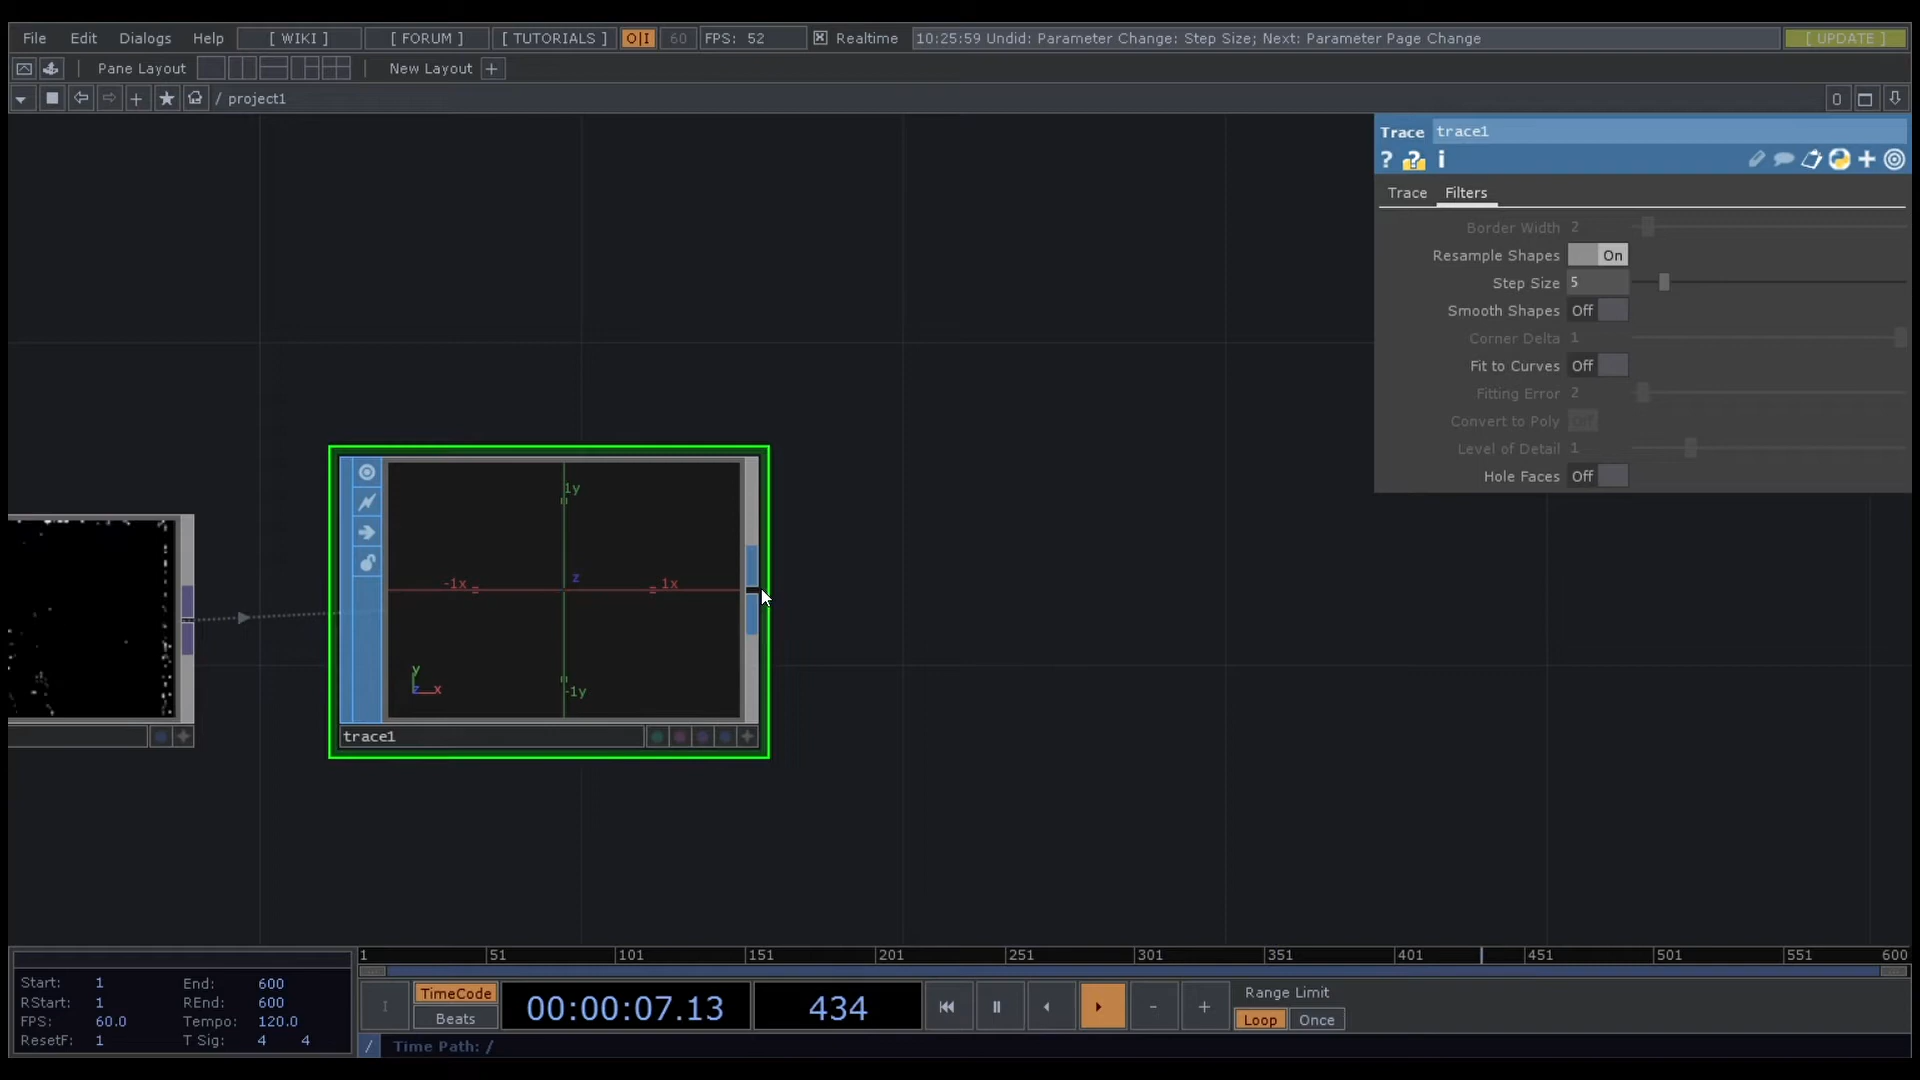 File Edit Dialogs Help [ WIKI ] [ FORUM ] [ TUTORIALS ] O|I 60 FPS: 52 Realtime 10:25:59 Undid: Parameter Change: Step Size; Next: Parameter Page Change [ UPDATE ]
Pane Layout New Layout +
/ project1 0
Trace trace1
? ? i
Trace Filters
Border Width 2
Resample Shapes On
Step Size 5
Smooth Shapes Off
Corner Delta 1
Fit to Curves Off
Fitting Error 2
Convert to Poly Off
Level of Detail 1
Hole Faces Off
1y
-1x z 1x
y
z x -1y
trace1
1 51 101 151 201 251 301 351 401 451 501 551 600
Start: 1 End: 600
RStart: 1 REnd: 600
FPS: 60.0 Tempo: 120.0
ResetF: 1 T Sig: 4 4
I TimeCode Beats 00:00:07.13 434 - + Range Limit
Loop Once
/ Time Path: /